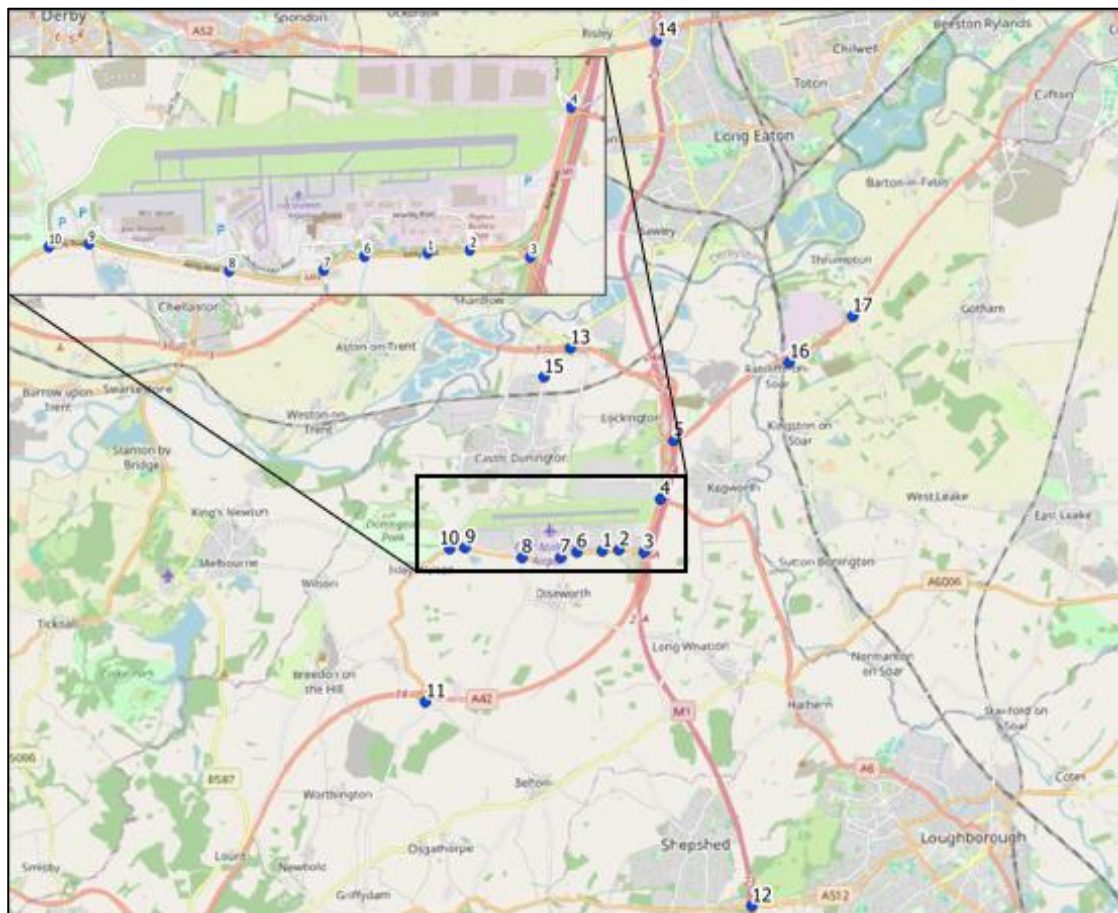 Derby
Spondon
A52
Risley
14
Beeston Rylands
Chilwell
Toton
Clifton
Long Eaton
Barton-in-Fabis
4
M1
P
P
P
10
9
8
7
6
1
2
3
Sawley
Thrumpton
Shardlow
Chellaston
Aston-on-Trent
13
17
Gotham
16
15
Ratcliffe-on-Soar
Barrow upon Trent
Swarkestone
Weston-on-Trent
Lockington
Kingston on Soar
5
Stanton by Bridge
Castle Donington
4
Kegworth
West Leake
East Leake
King's Newton
Donington Park
10
9
8
7
6
1
2
3
Melbourne
Sutton Bonington
Wilson
Diseworth
A6006
Ticknall
Long Whatton
Breedon on the Hill
Normanton on Soar
11
A42
Hathern
Stanford on Soar
M1
A6
B587
Belton
Cotes
Worthington
Shepshed
Loughborough
Osgathorpe
Lount
Newbold
Smisby
Griffydam
12
A512